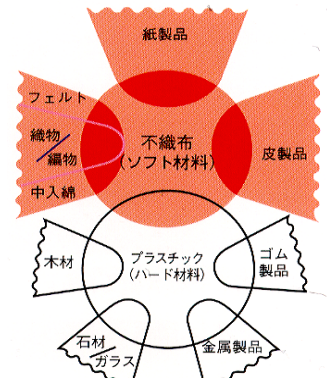 紙製品
フェルト
織物
編物
中入綿
不織布
(ソフト材料)
皮製品
木材
プラスチック
(ハード材料)
ゴム
製品
石材
ガラス
金属製品